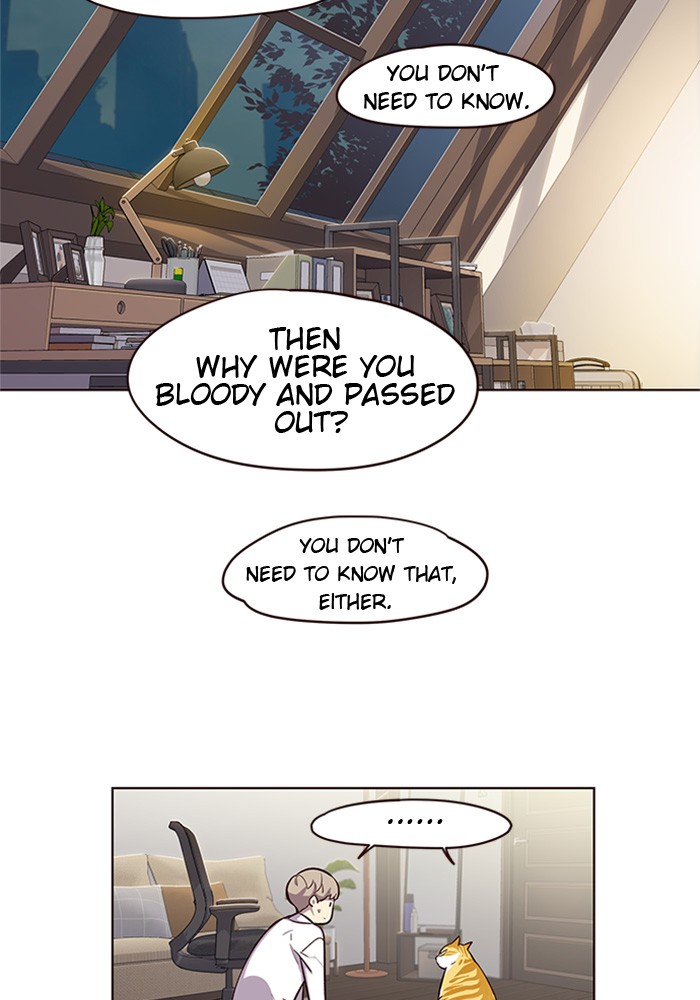 YOU DON'T
NEED TO KNOW.
THEN
WHY WERE YOU
BLOODY AND PASSED
OUT?
YOU DON'T
NEED TO KNOW THAT,
EITHER.
......